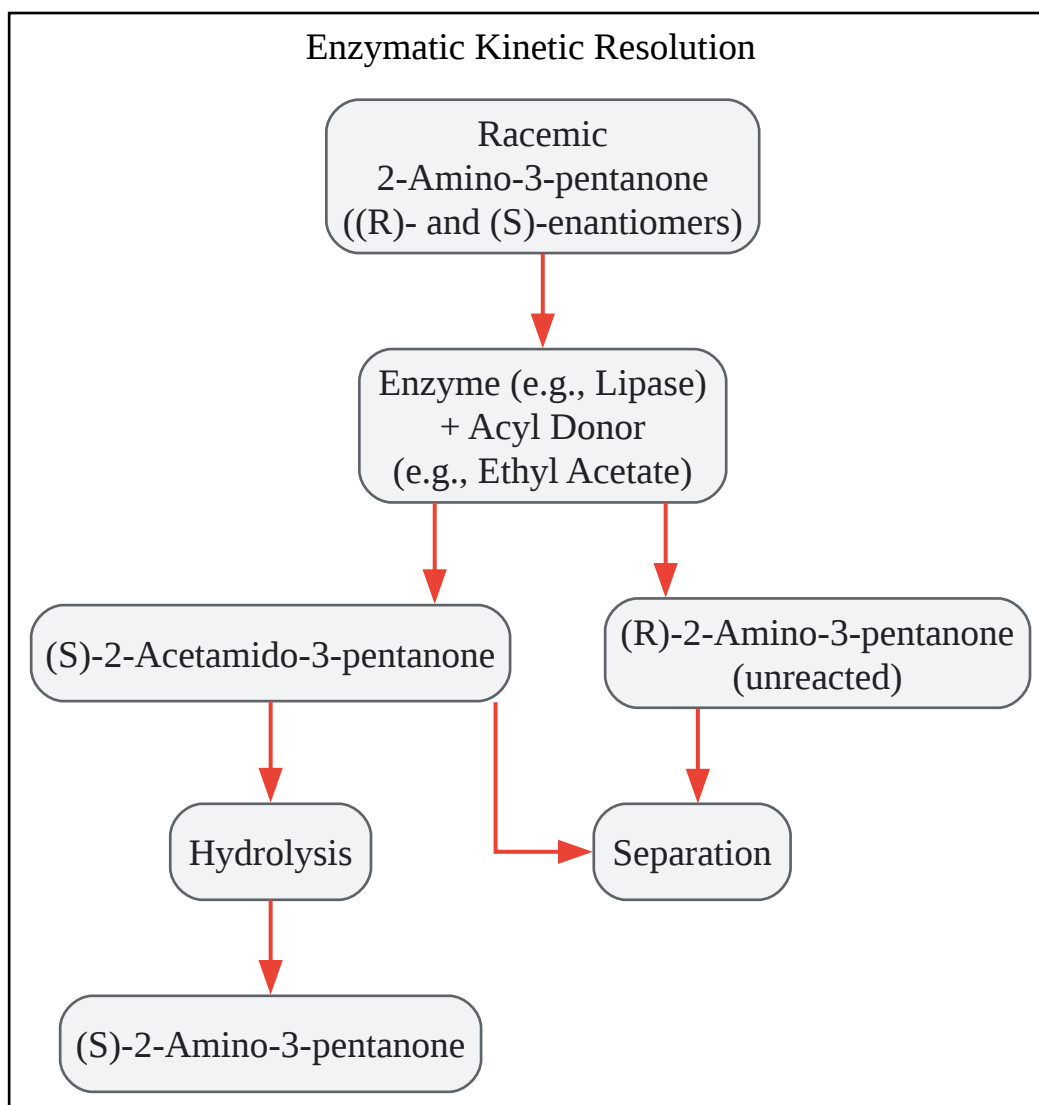 Enzymatic Kinetic Resolution
Racemic
2-Amino-3-pentanone
((R)- and (S)-enantiomers)
Enzyme (e.g., Lipase)
+ Acyl Donor
(e.g., Ethyl Acetate)
(S)-2-Acetamido-3-pentanone
(R)-2-Amino-3-pentanone
(unreacted)
Hydrolysis
Separation
(S)-2-Amino-3-pentanone